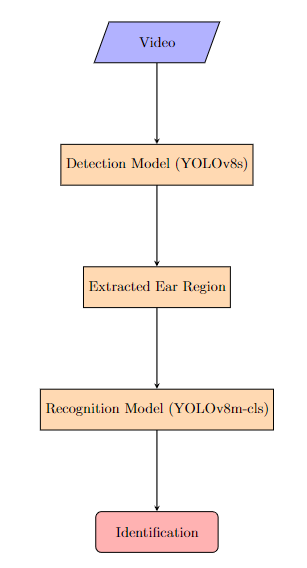 Video
Detection Model (YOLOv8s)
Extracted Ear Region
Recognition Model (YOLOv8m-cls)
Identification